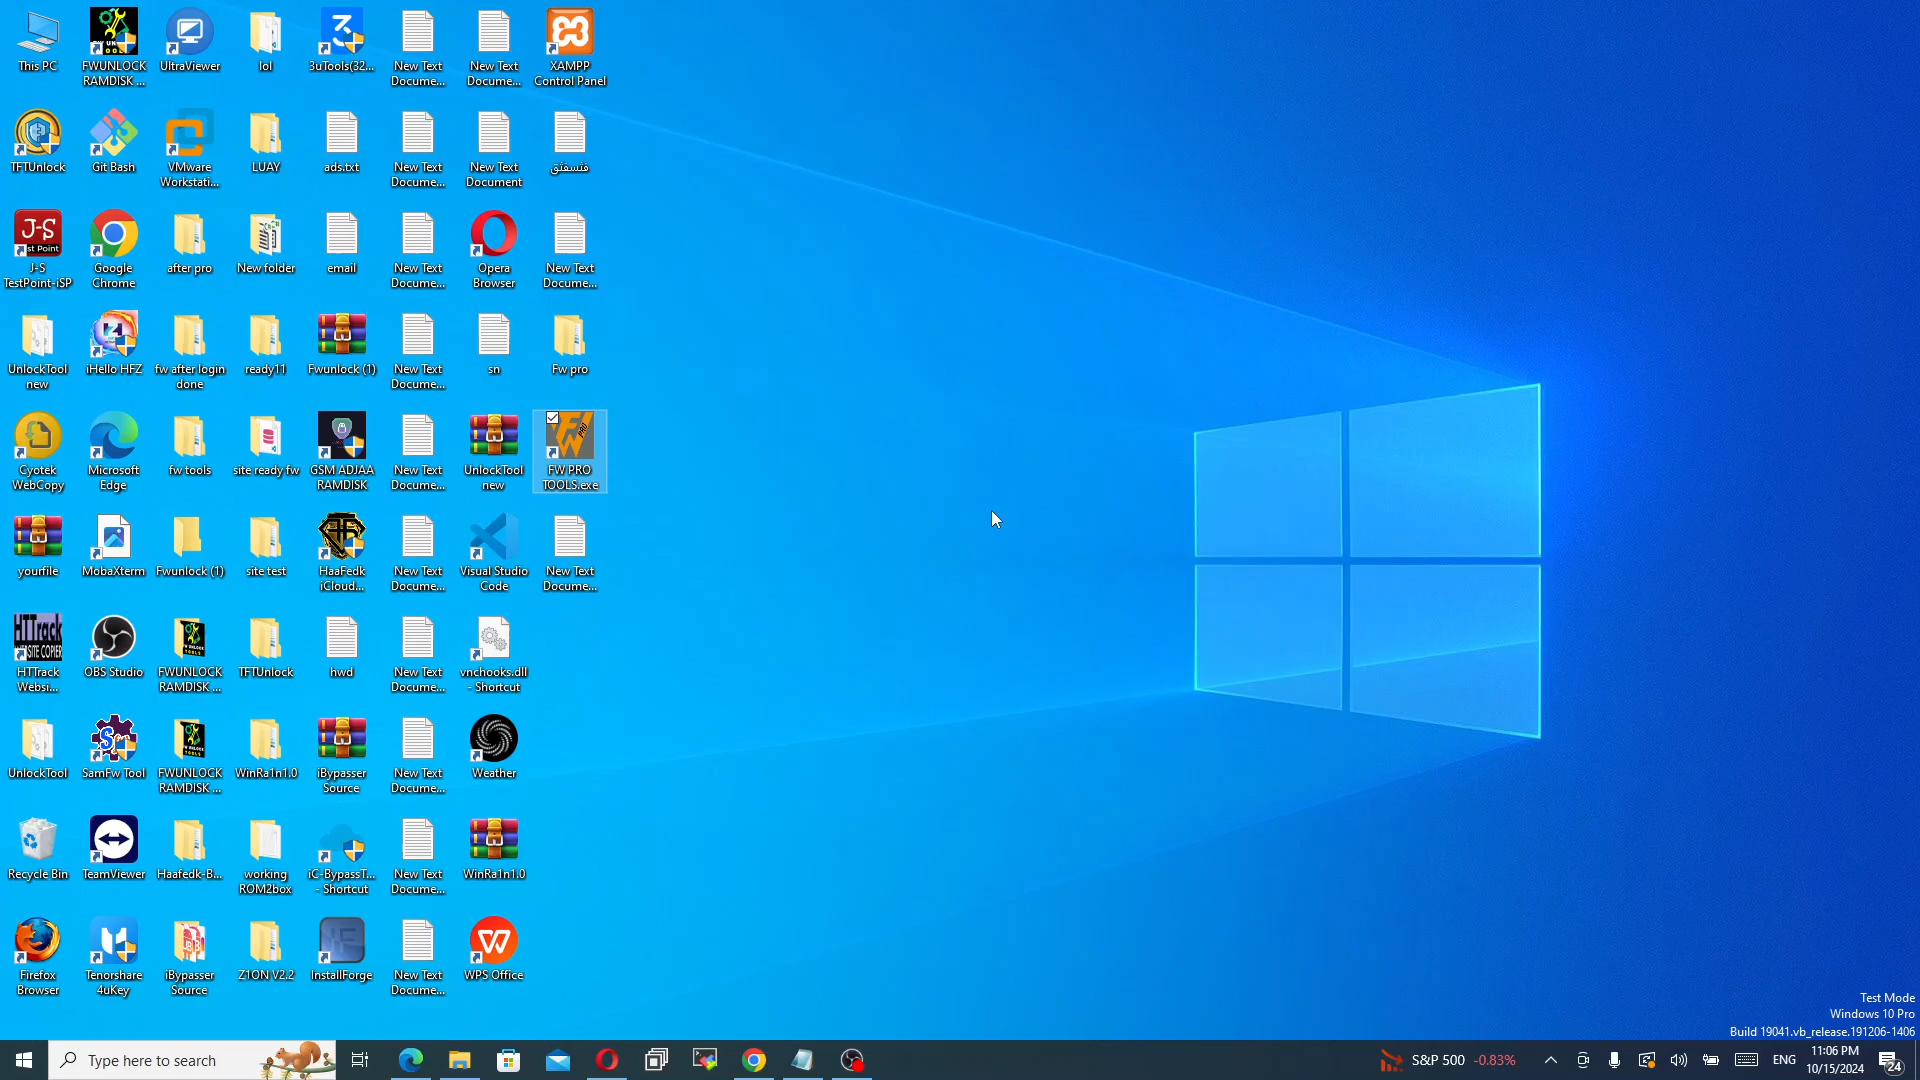 This PC
FWUNLOCK
RAMDISK ...
UltraViewer
lol
3uTools(32...
New Text
Docume...
New Text
Docume...
XAMPP
Control Panel
TFTUnlock
Git Bash
VMware
Workstati...
LUAY
ads.txt
New Text
Docume...
New Text
Document
فتسفثق
J-S
st Point
J-S
TestPoint-iSP
Google
Chrome
after pro
New folder
email
New Text
Docume...
Opera
Browser
New Text
Docume...
UnlockTool
new
iHello HFZ
fw after login
done
ready11
Fwunlock (1)
New Text
Docume...
sn
Fw pro
Cyotek
WebCopy
Microsoft
Edge
fw tools
site ready fw
GSM ADJAA
RAMDISK
New Text
Docume...
UnlockTool
new
FW PRO
TOOLS.exe
yourfile
MobaXterm
Fwunlock (1)
site test
HaaFedk
iCloud...
New Text
Docume...
Visual Studio
Code
New Text
Docume...
HTTrack
Websi...
OBS Studio
FWUNLOCK
RAMDISK ...
TFTUnlock
hwd
New Text
Docume...
vnchooks.dll
- Shortcut
UnlockTool
SamFw Tool
FWUNLOCK
RAMDISK ...
WinRa1n1.0
iBypasser
Source
New Text
Docume...
Weather
Recycle Bin
TeamViewer
Haafedk-B...
working
ROM2box
iC-BypassT...
- Shortcut
New Text
Docume...
WinRa1n1.0
Firefox
Browser
Tenorshare
4uKey
iBypasser
Source
Z1ON V2.2
InstallForge
New Text
Docume...
WPS Office
Test Mode
Windows 10 Pro
Build 19041.vb_release.191206-1406
Type here to search
S&P 500 -0.83%
ENG
11:06 PM
10/15/2024
24